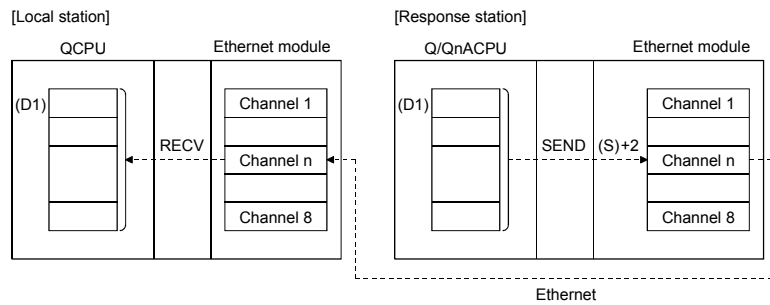 [Local station]
[Response station]
QCPU
Ethernet module
Q/QnACPU
Ethernet module
(D1)
Channel 1
(D1)
Channel 1
RECV
Channel n
SEND
(S)+2
Channel n
Channel 8
Channel 8
Ethernet